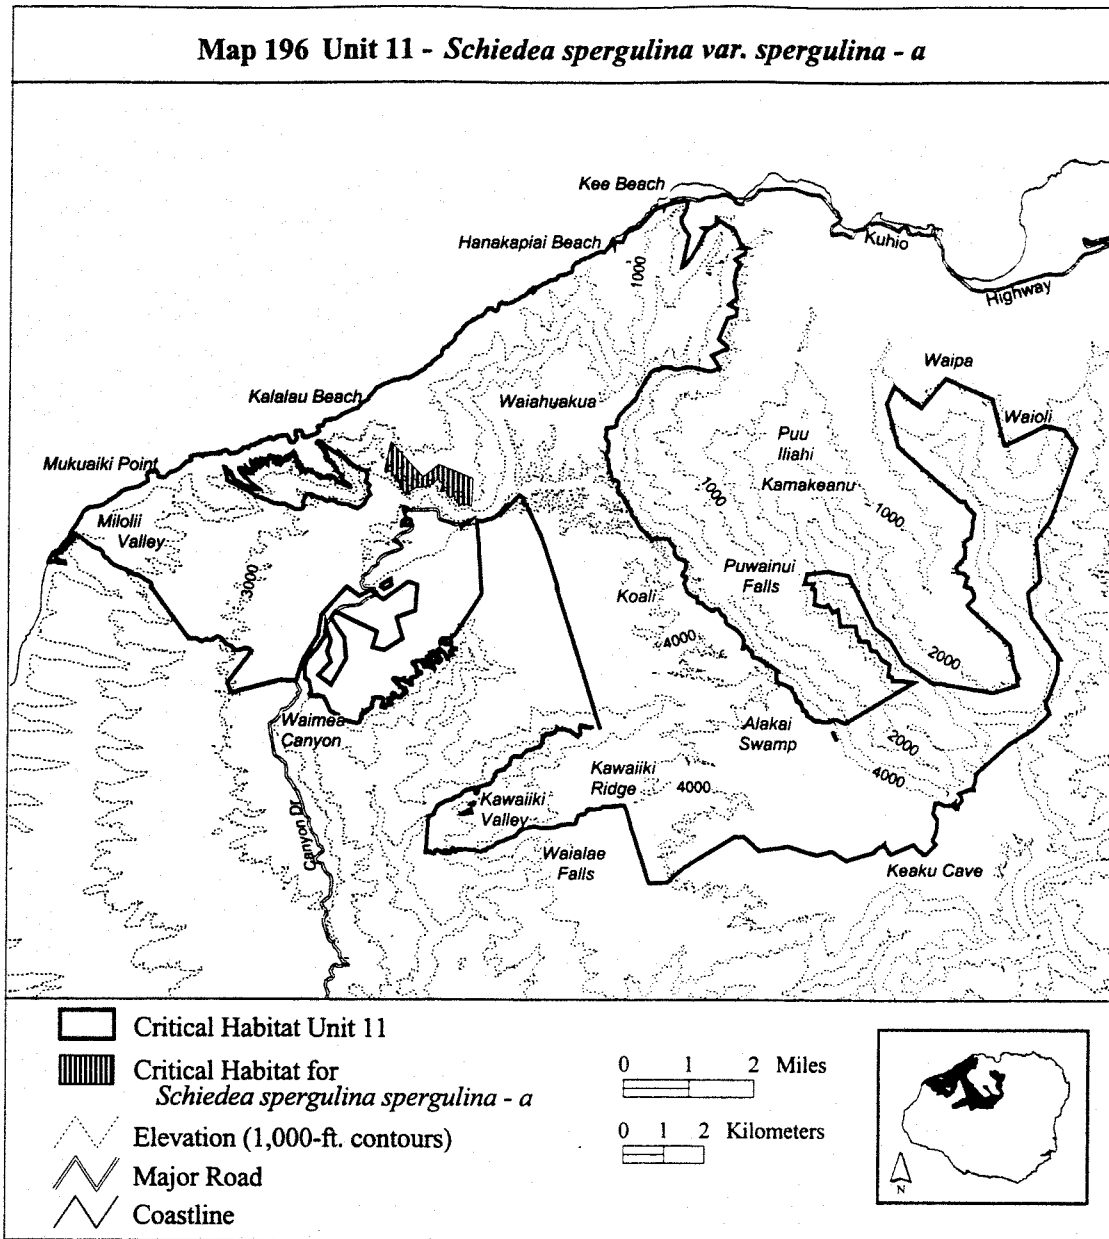 Map 196 Unit 11 - Schiedea spergulina var. spergulina - a
Kee Beach
Hanakapiai Beach
Kuhio
Highway
1000
Waipa
Kalalau Beach
Waiahuakua
Waioli
Puu
Iliahi
Mukuaiki Point
Kamakeanu
1000
1000
Milolii
Valley
3000
Puwainui
Falls
Koali
4000
2000
Waimea
Canyon
Alakai
Swamp
2000
4000
Kawaiiki
Ridge
4000
Kawaiiki
Valley
Canyon Dr
Waialae
Falls
Keaku Cave
Critical Habitat Unit 11
Critical Habitat for
Schiedea spergulina spergulina - a
Elevation (1,000-ft. contours)
Major Road
Coastline
0 1 2 Miles
0 1 2 Kilometers
N